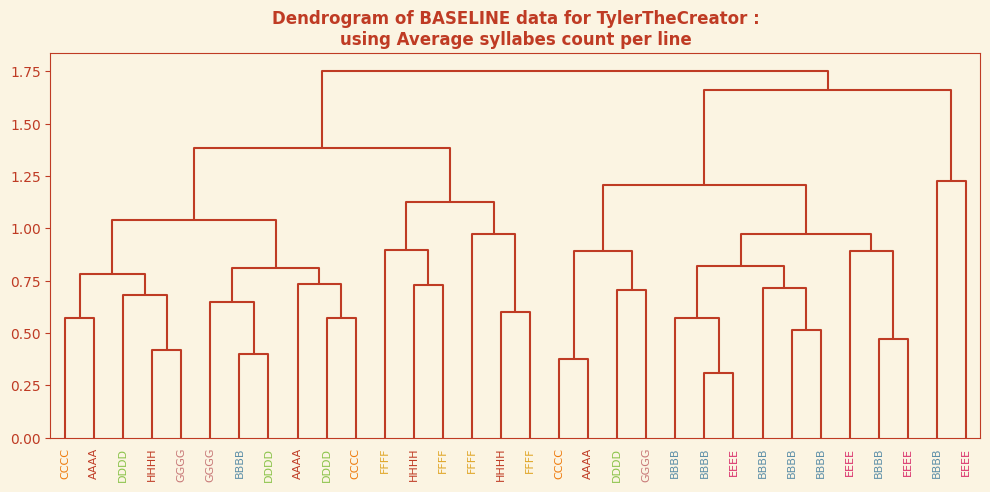 Dendrogram of BASELINE data for TylerTheCreator :
using Average syllabes count per line
1.75
1.50
1.25
1.00
0.75
0.50
0.25
0.00
CCCC AAAA DDDD HHHH GGGG GGGG BBBB DDDD AAAA DDDD CCCC FFFF HHHH FFFF FFFF HHHH FFFF CCCC AAAA DDDD GGGG BBBB BBBB EEEE BBBB BBBB BBBB EEEE BBBB EEEE BBBB EEEE